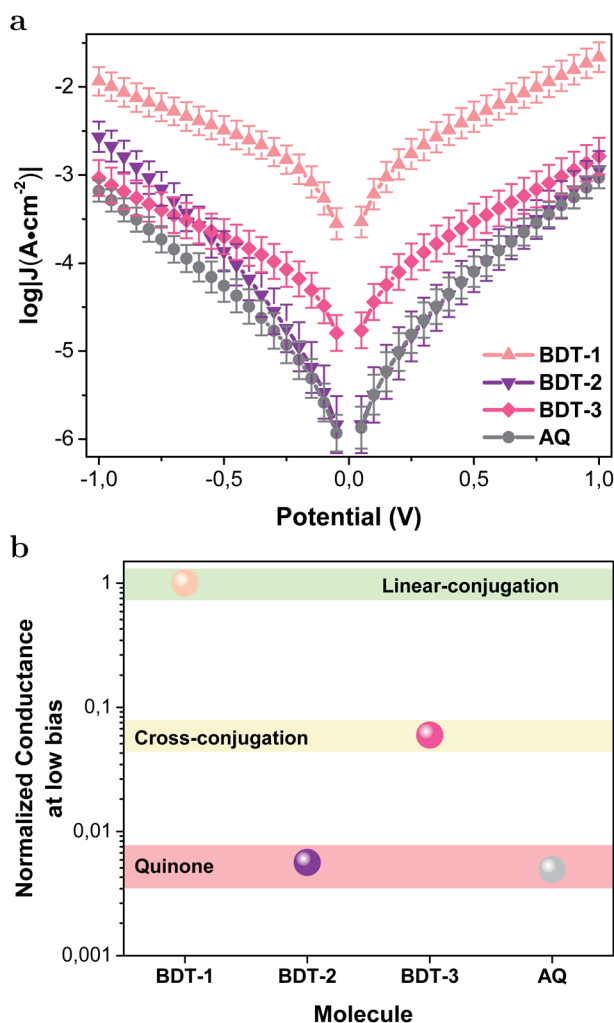 a
log|J(A•cm⁻²)|
-2
-3
-4
-5
-6
BDT-1
BDT-2
BDT-3
AQ
-1,0 -0,5 0,0 0,5 1,0
Potential (V)
b
Normalized Conductance
at low bias
1
0,1
0,01
0,001
Linear-conjugation
Cross-conjugation
Quinone
BDT-1 BDT-2 BDT-3 AQ
Molecule